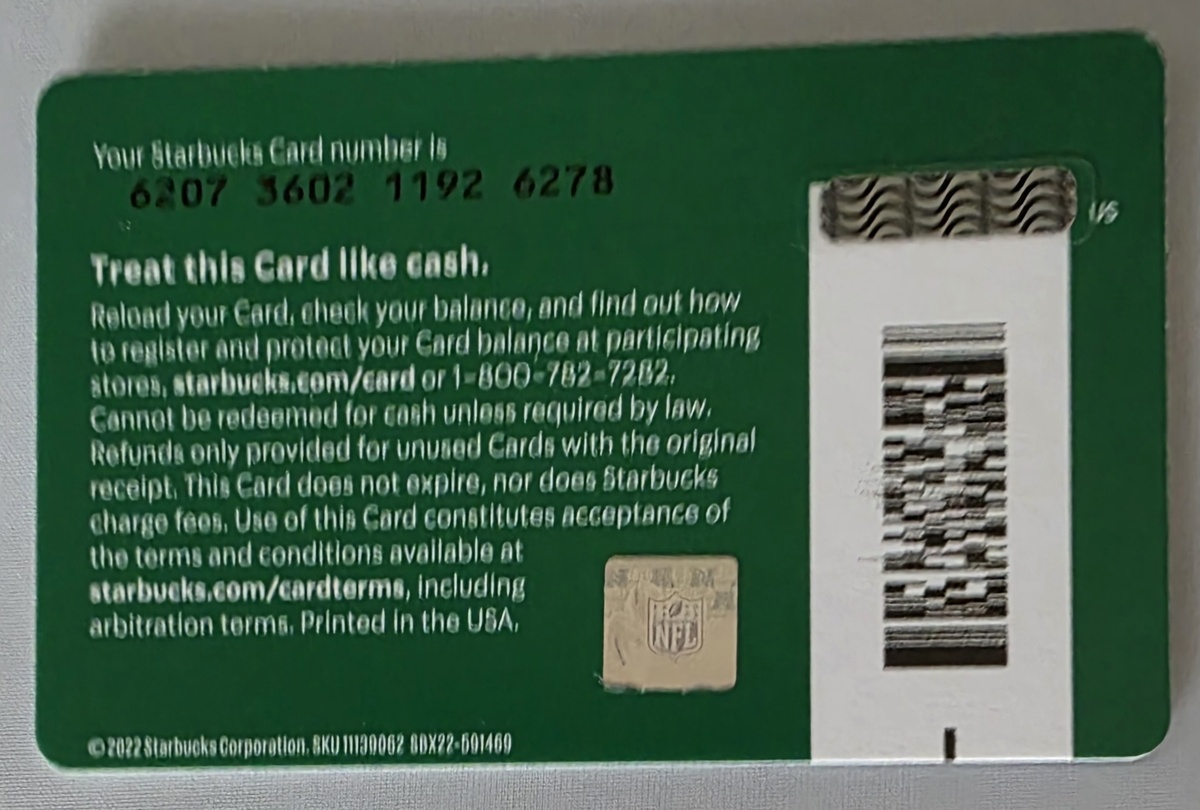 Your Starbucks Card number is
6207 3602 1192 6278
US
Treat this Card like cash.
Reload your Card, check your balance, and find out how
to register and protect your Card balance at participating
stores, starbucks.com/card or 1-800-782-7282.
Cannot be redeemed for cash unless required by law.
Refunds only provided for unused Cards with the original
receipt. This Card does not expire, nor does Starbucks
charge fees. Use of this Card constitutes acceptance of
the terms and conditions available at
starbucks.com/cardterms, including
arbitration terms. Printed in the USA.
NFL
© 2022 Starbucks Corporation. SKU 11139062 SBX22-591469